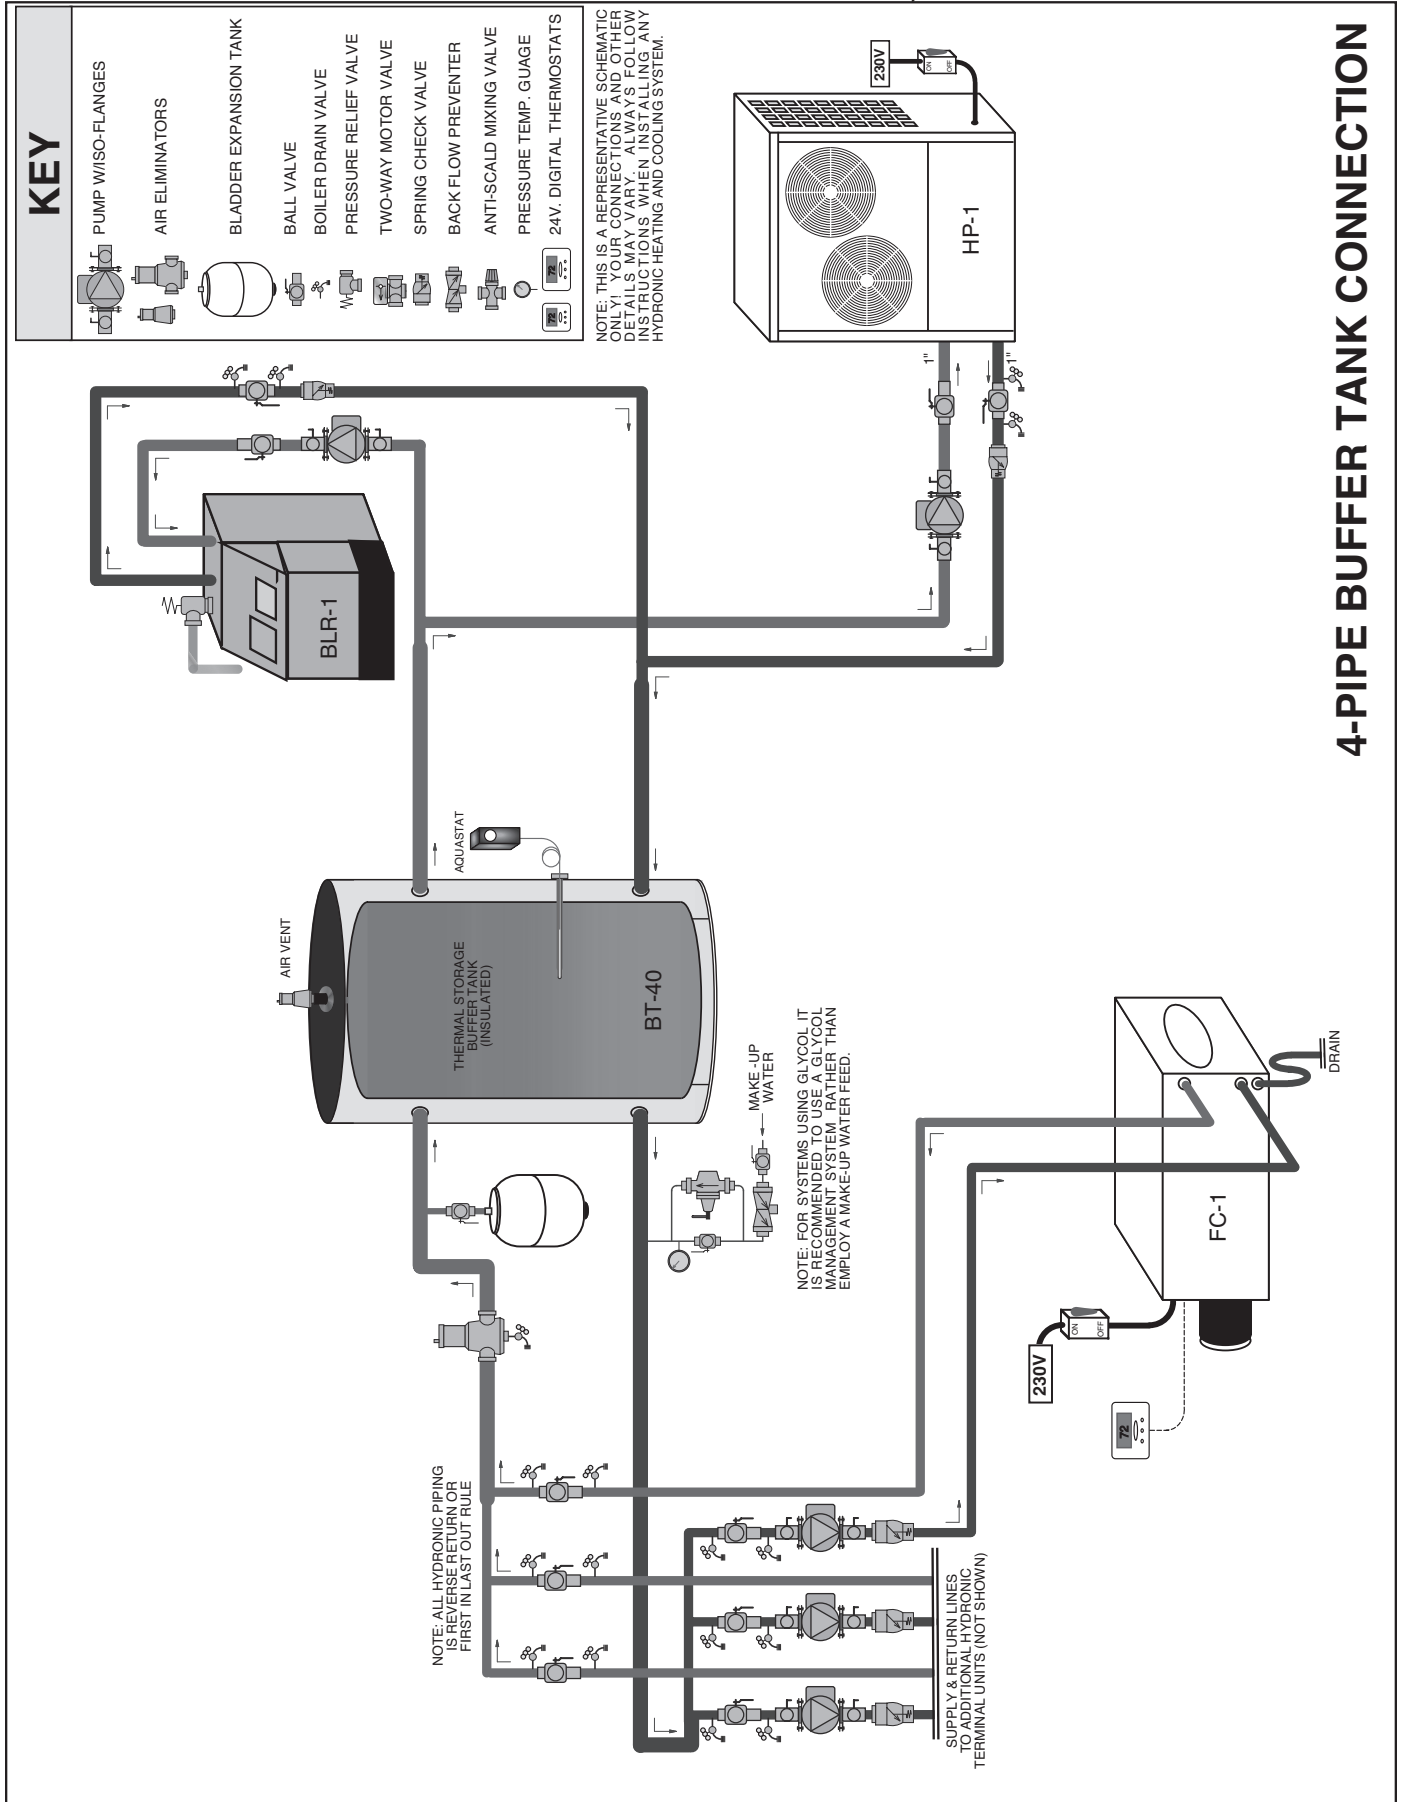 KEY
PUMP W/ISO-FLANGES
AIR ELIMINATORS
BLADDER EXPANSION TANK
BALL VALVE
BOILER DRAIN VALVE
PRESSURE RELIEF VALVE
TWO-WAY MOTOR VALVE
SPRING CHECK VALVE
BACK FLOW PREVENTER
ANTI-SCALD MIXING VALVE
PRESSURE TEMP. GUAGE
24V. DIGITAL THERMOSTATS
72
72
NOTE: THIS IS A REPRESENTATIVE SCHEMATIC
ONLY! YOUR CONNECTIONS AND OTHER
DETAILS MAY VARY. ALWAYS FOLLOW
INSTRUCTIONS WHEN INSTALLING ANY
HYDRONIC HEATING AND COOLING SYSTEM.
230V
ON
OFF
HP-1
1"
1"
BLR-1
AQUASTAT
AIR VENT
THERMAL STORAGE
BUFFER TANK
(INSULATED)
BT-40
MAKE -UP
WATER
NOTE: FOR SYSTEMS USING GLYCOL IT
IS RECOMMENDED TO USE A GLYCOL
MANAGEMENT SYSTEM RATHER THAN
EMPLOY A MAKE-UP WATER FEED.
DRAIN
FC-1
230V
ON
OFF
72
NOTE: ALL HYDRONIC PIPING
IS REVERSE RETURN OR
FIRST IN LAST OUT RULE
SUPPLY & RETURN LINES
TO ADDITIONAL HYDRONIC
TERMINAL UNITS (NOT SHOWN)
4-PIPE BUFFER TANK CONNECTION